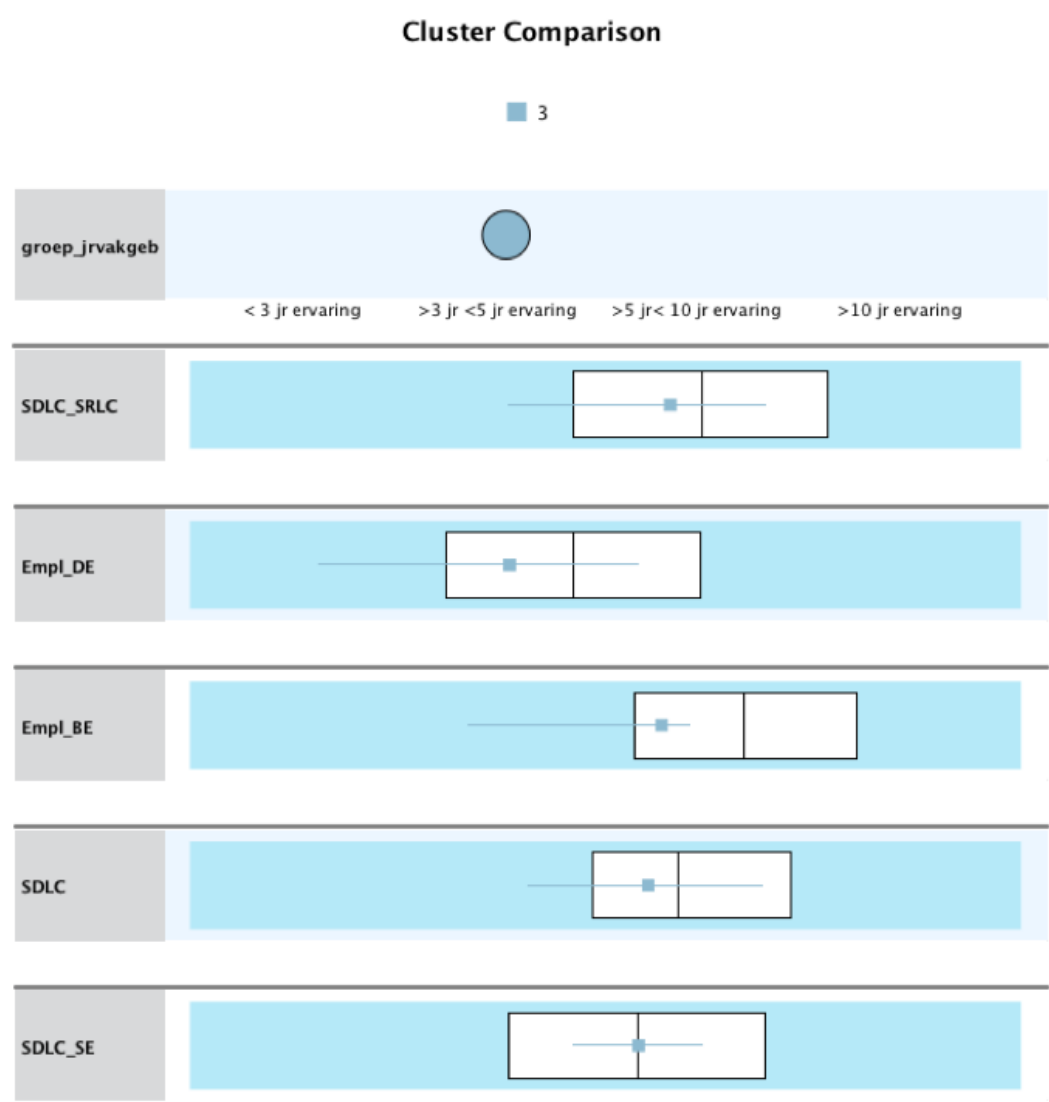 Cluster Comparison
3
groep_jrvakgeb
< 3 jr ervaring >3 jr <5 jr ervaring >5 jr< 10 jr ervaring >10 jr ervaring
SDLC_SRLC
Empl_DE
Empl_BE
SDLC
SDLC_SE